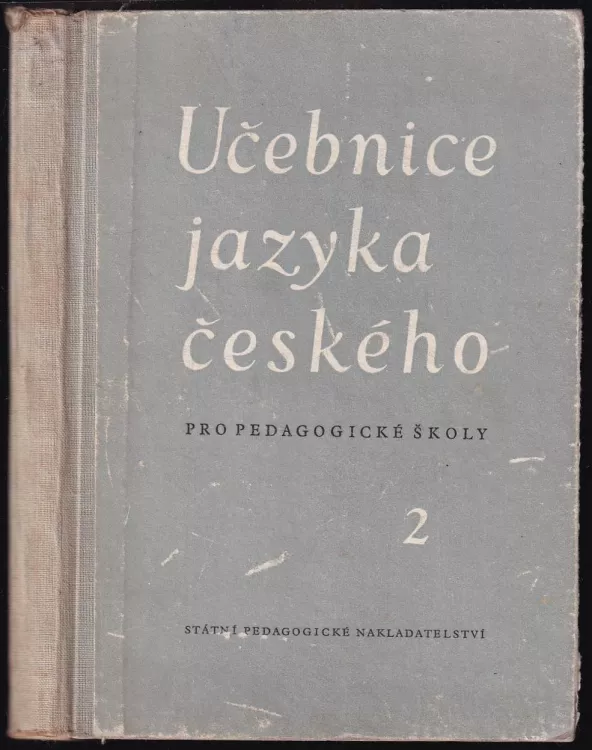 Učebnice
jazyka
českého
PRO PEDAGOGICKÉ ŠKOLY
2
STÁTNÍ PEDAGOGICKÉ NAKLADATELSTVÍ